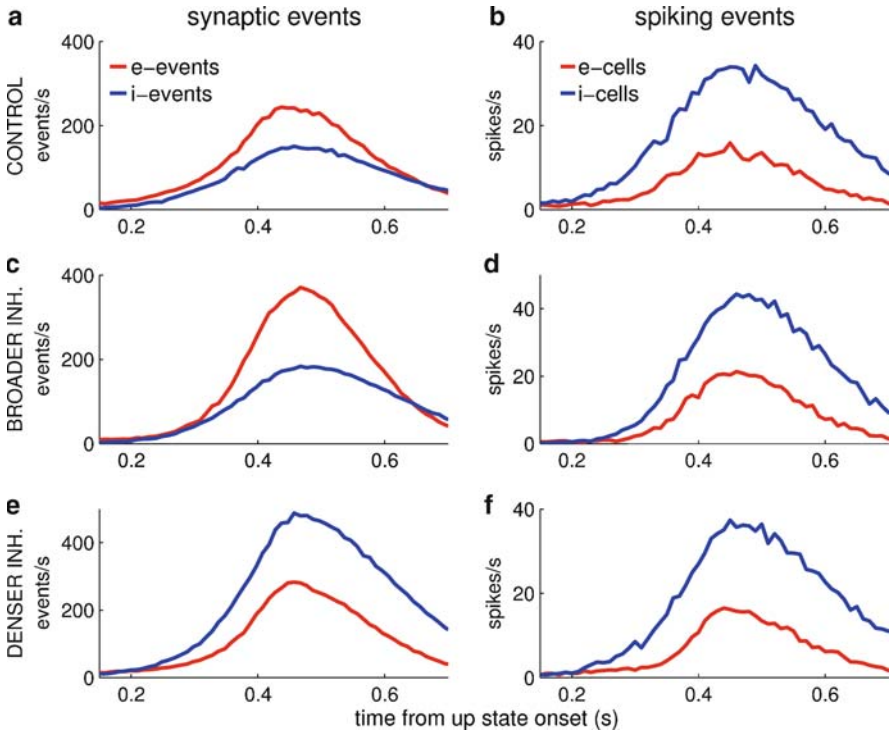 a synaptic events
b spiking events
CONTROL
events/s
400
200
0
e-events
i-events
0.2 0.4 0.6
spikes/s
40
20
0
e-cells
i-cells
0.2 0.4 0.6
c
BROADER INH.
events/s
400
200
0
0.2 0.4 0.6
d
spikes/s
40
20
0
0.2 0.4 0.6
e
DENSER INH.
events/s
400
200
0
0.2 0.4 0.6
f
spikes/s
40
20
0
0.2 0.4 0.6
time from up state onset (s)